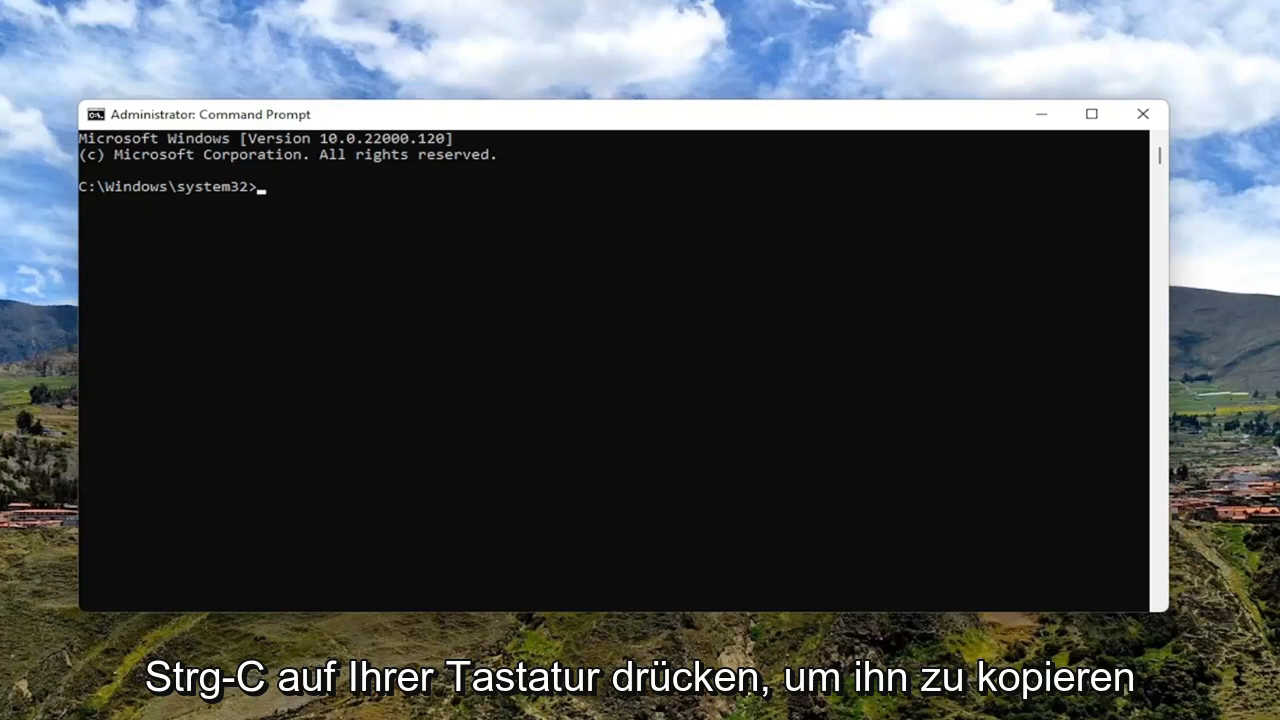 Administrator: Command Prompt
Microsoft Windows [Version 10.0.22000.120]
(c) Microsoft Corporation. All rights reserved.
C:\Windows\system32>
Strg-C auf Ihrer Tastatur drücken, um ihn zu kopieren